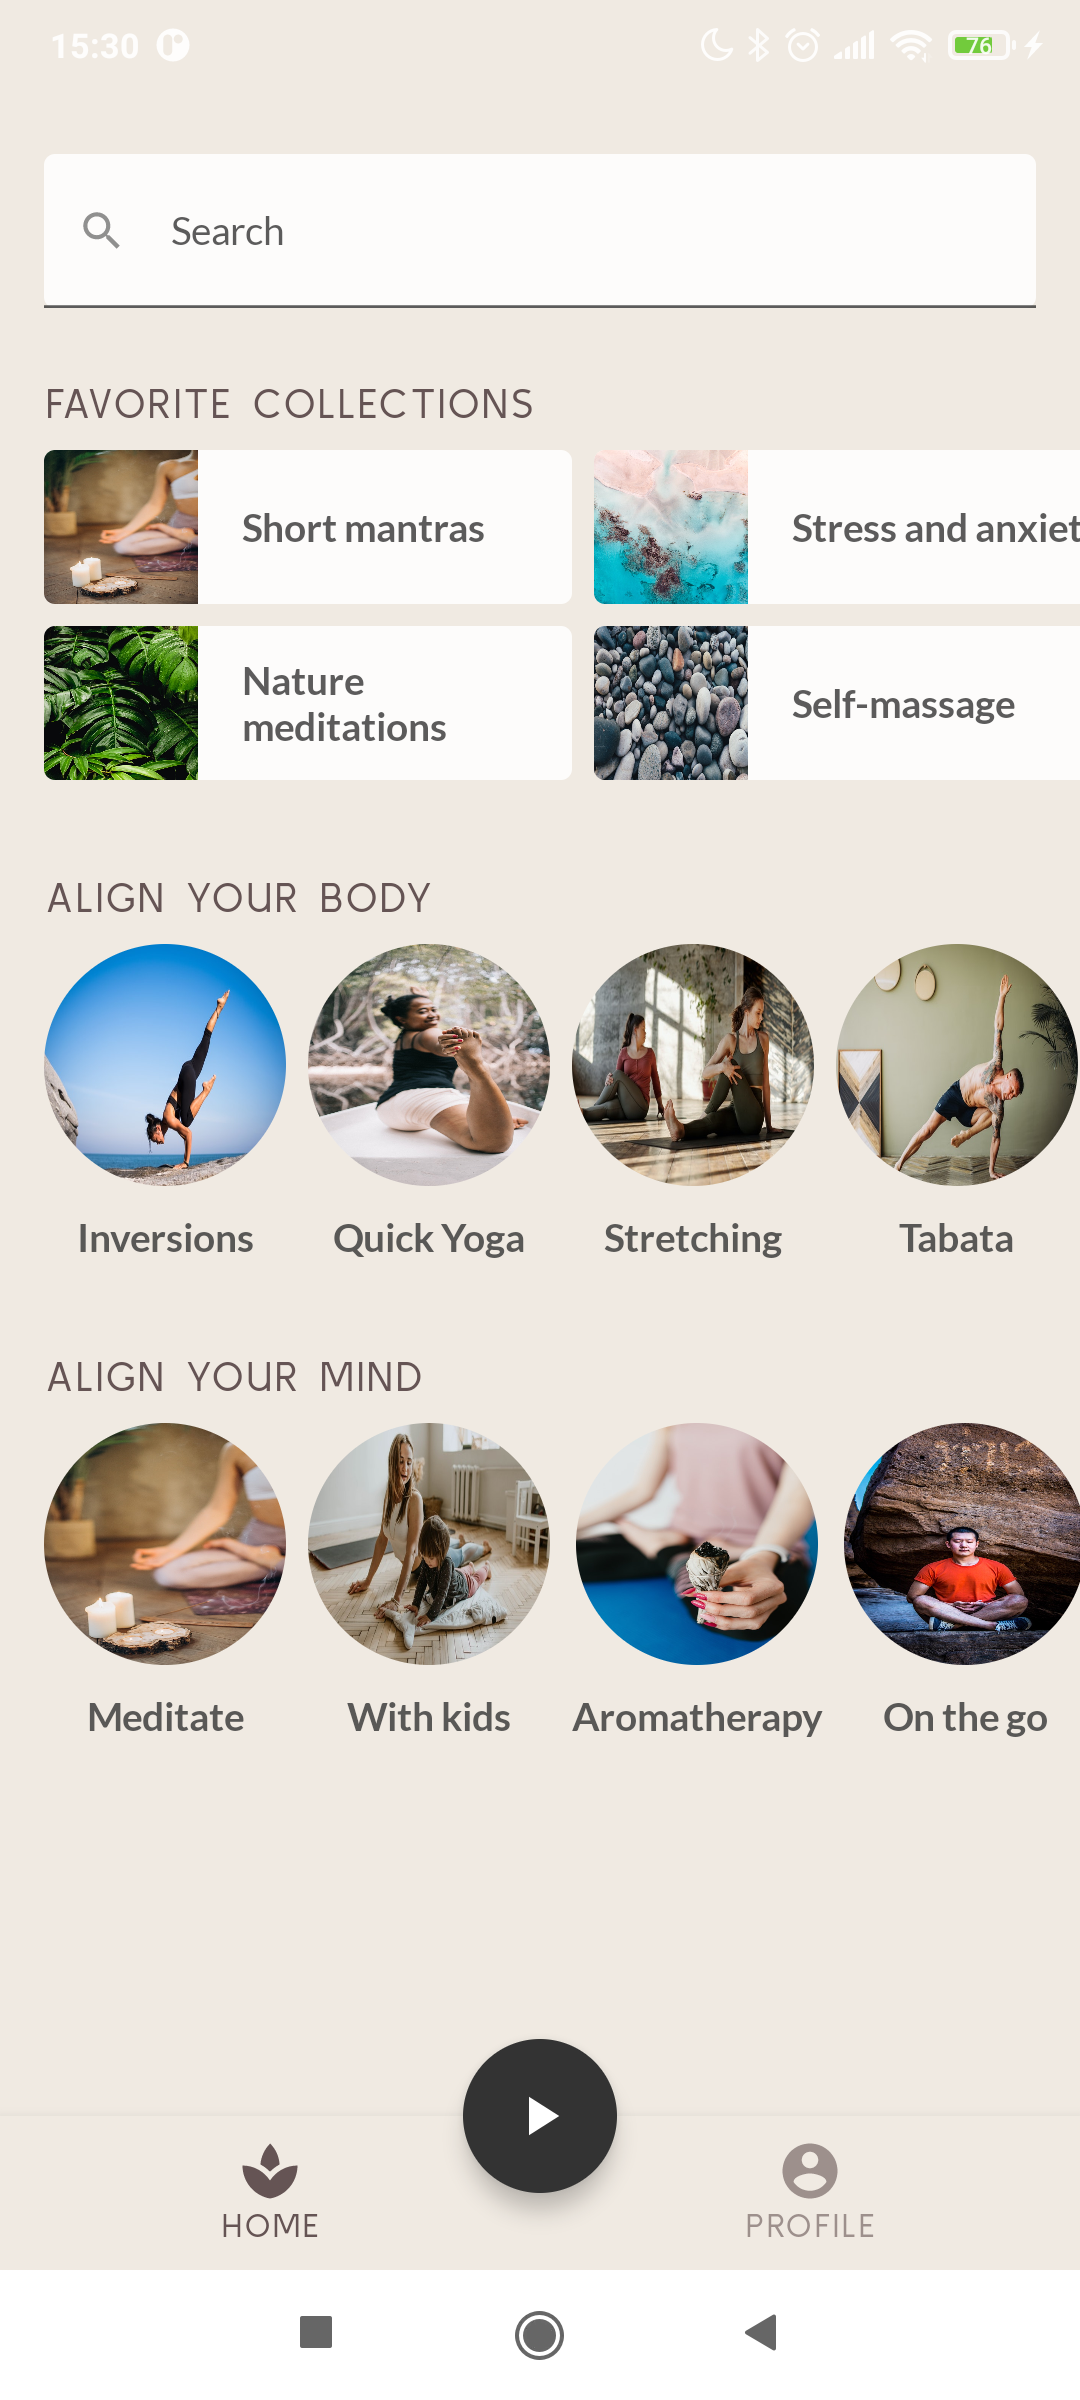 15:30
76
Search
FAVORITE COLLECTIONS
Short mantras
Stress and anxiet
Nature
meditations
Self-massage
ALIGN YOUR BODY
Inversions
Quick Yoga
Stretching
Tabata
ALIGN YOUR MIND
Meditate
With kids
Aromatherapy
On the go
HOME
PROFILE